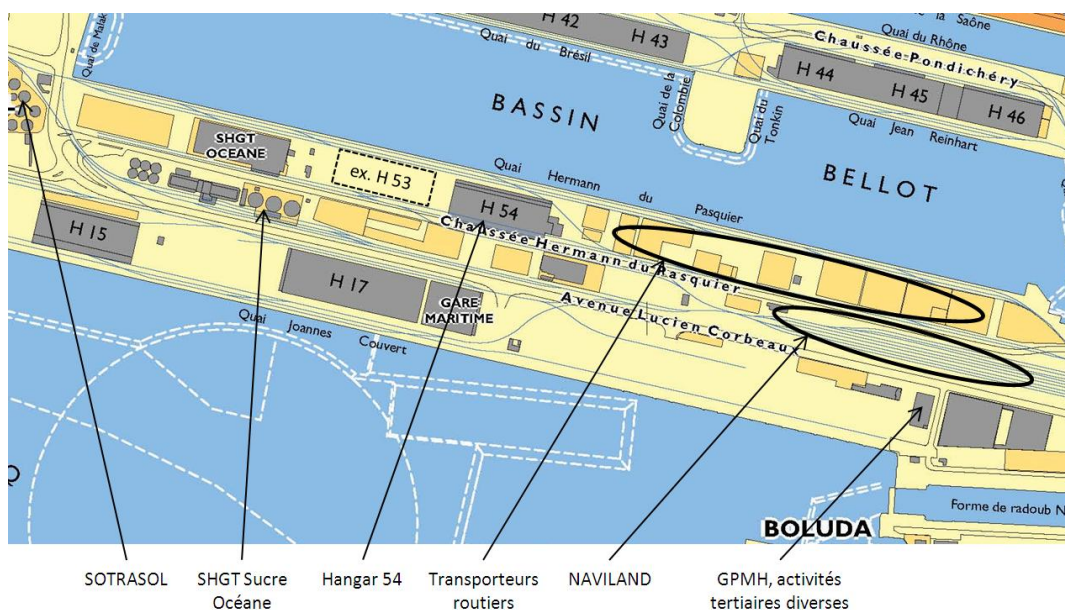 H 42
H 43
Quai du Brésil
Quai de la Colombie
Quai du Tonkin
la Saône
Quai du Rhône
Chaussée Pondichéry
H 44
H 45
H 46
Quai Jean Reinhart
Quai de
BASSIN
BELLOT
SHGT
OCEANE
ex. H 53
Quai Hermann du Pasquier
H 54
Chaussée Hermann du Pasquier
H 15
H 17
GARE
MARITIME
Avenue Lucien Corbeaux
Quai Joannes Couvert
Forme de radoub N
BOLUDA
SOTRASOL
SHGT Sucre
Océane
Hangar 54
Transporteurs
routiers
NAVILAND
GPMH, activités
tertiaires diverses